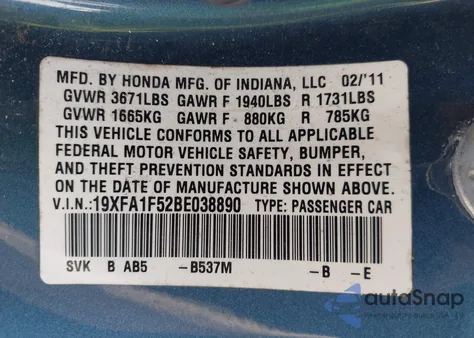 MFD. BY HONDA MFG. OF INDIANA, LLC 02/'11
GVWR 3671LBS GAWR F 1940LBS R 1731LBS
GVWR 1665KG GAWR F 880KG R 785KG
THIS VEHICLE CONFORMS TO ALL APPLICABLE
FEDERAL MOTOR VEHICLE SAFETY, BUMPER,
AND THEFT PREVENTION STANDARDS IN EFFECT
ON THE DATE OF MANUFACTURE SHOWN ABOVE.
V.I.N.:19XFA1F52BE038890 TYPE: PASSENGER CAR
SVK B AB5 -B537M -B -E
autoSnap